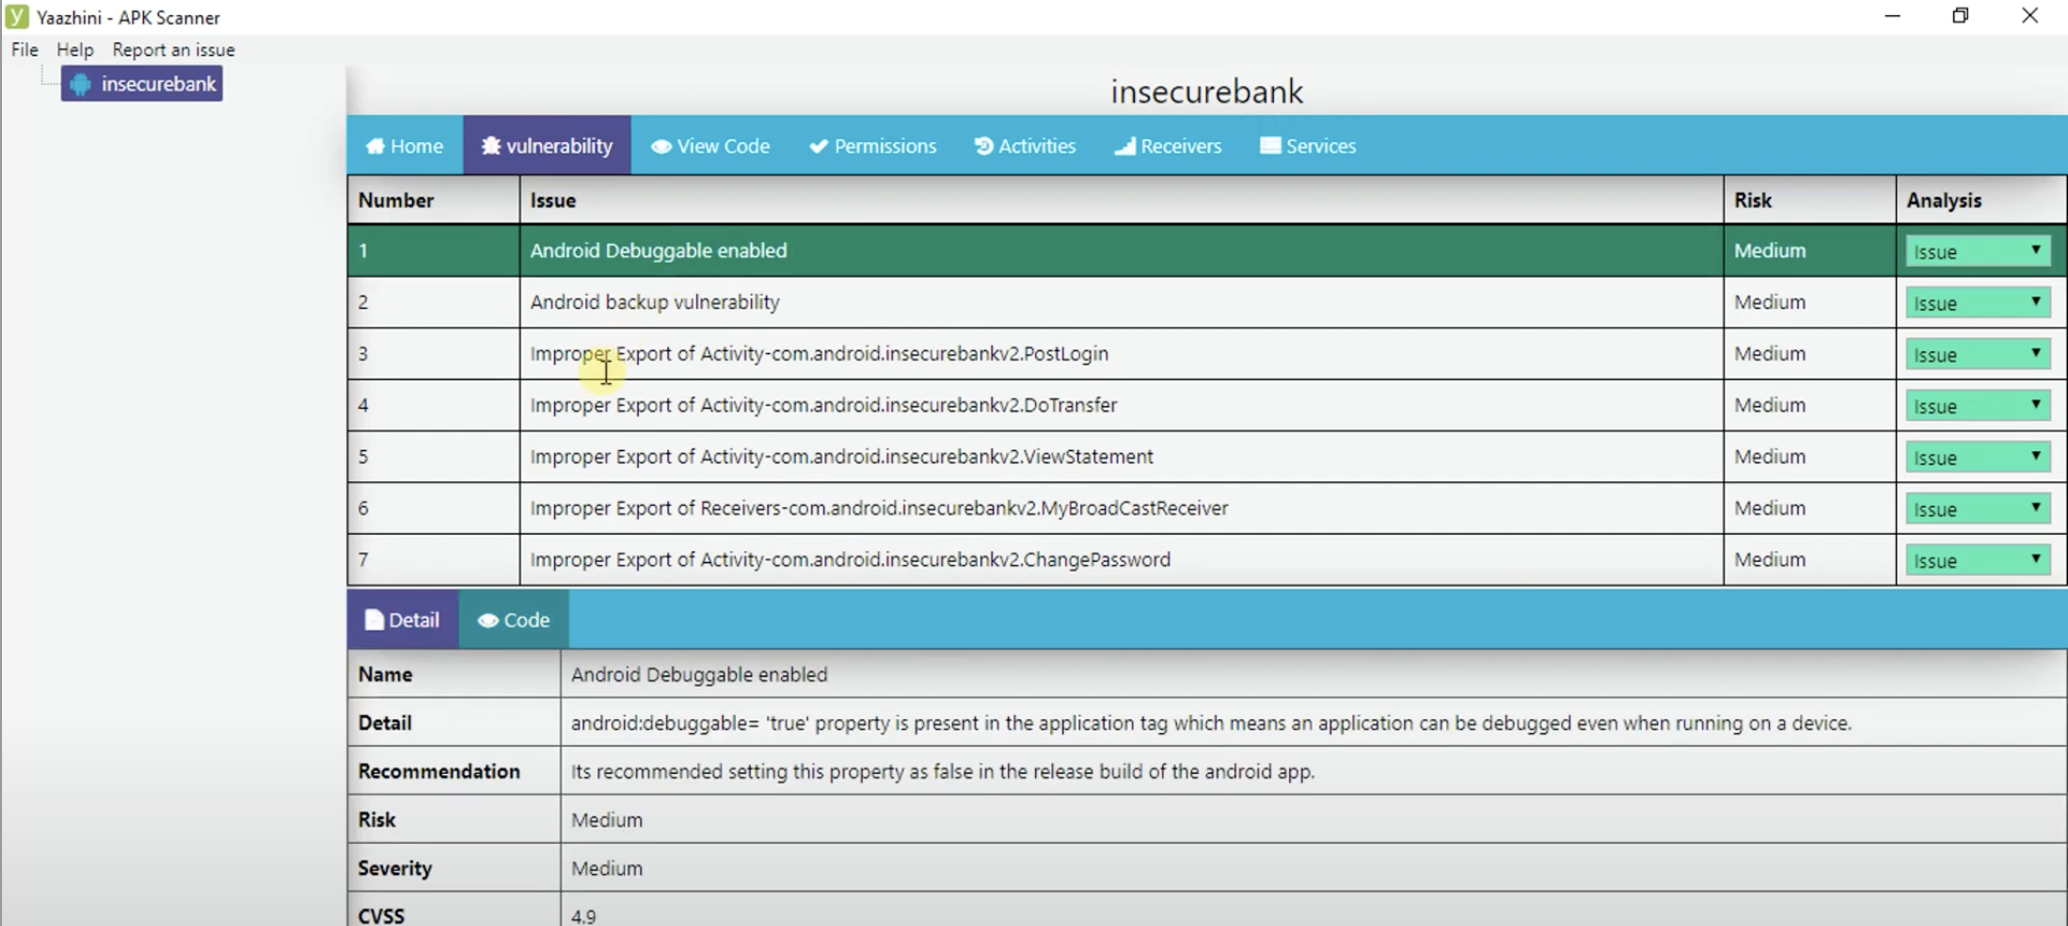 Yaazhini - APK Scanner
File Help Report an issue
insecurebank
insecurebank
Home vulnerability View Code Permissions Activities Receivers Services
Number Issue Risk Analysis
1 Android Debuggable enabled Medium Issue
2 Android backup vulnerability Medium Issue
3 Improper Export of Activity-com.android.insecurebankv2.PostLogin Medium Issue
4 Improper Export of Activity-com.android.insecurebankv2.DoTransfer Medium Issue
5 Improper Export of Activity-com.android.insecurebankv2.ViewStatement Medium Issue
6 Improper Export of Receivers-com.android.insecurebankv2.MyBroadCastReceiver Medium Issue
7 Improper Export of Activity-com.android.insecurebankv2.ChangePassword Medium Issue
Detail Code
Name Android Debuggable enabled
Detail android:debuggable= 'true' property is present in the application tag which means an application can be debugged even when running on a device.
Recommendation Its recommended setting this property as false in the release build of the android app.
Risk Medium
Severity Medium
CVSS 4.9